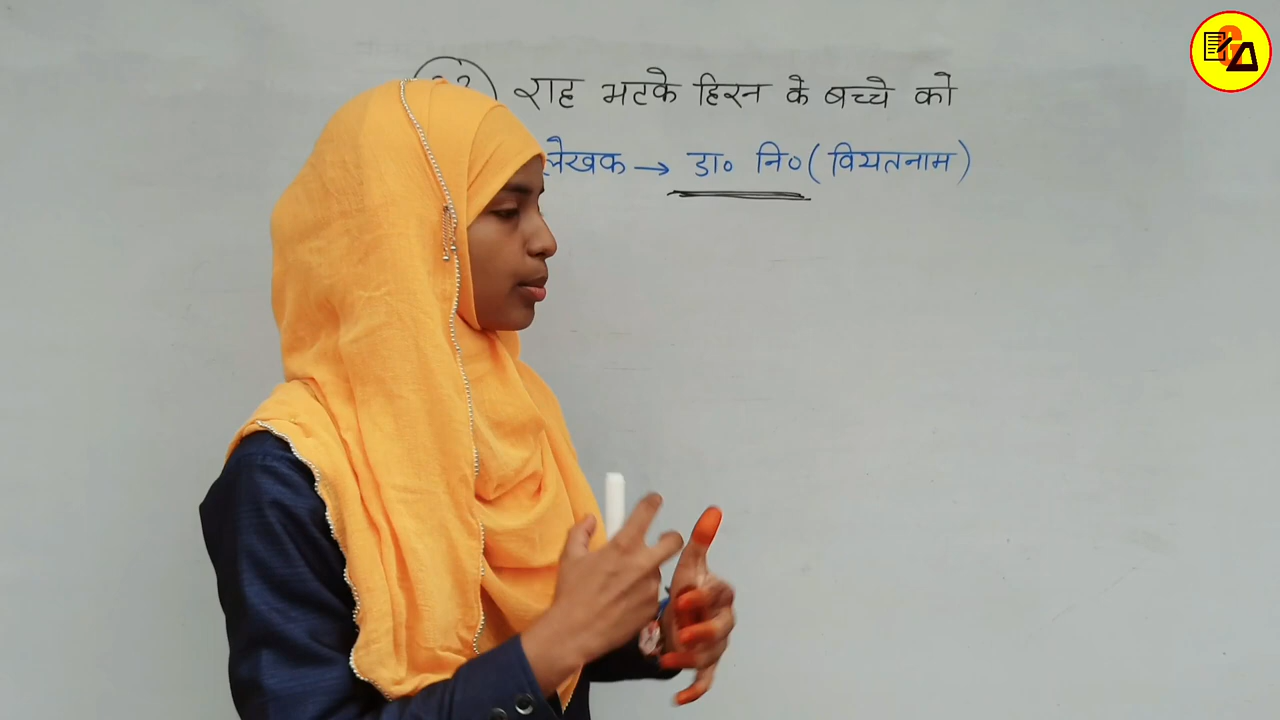 राह भटके हिरन के बच्चे को
लेखक → डा० नि० (वियतनाम)